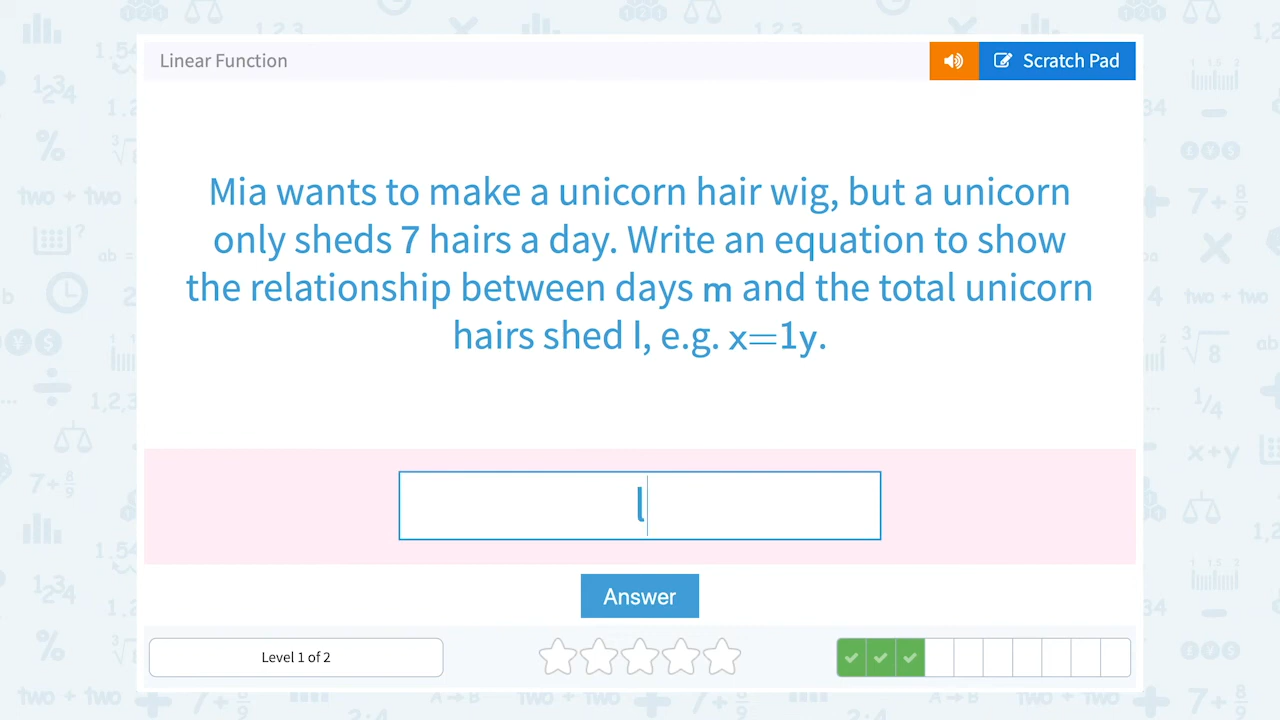 Linear Function
Scratch Pad
Mia wants to make a unicorn hair wig, but a unicorn
only sheds 7 hairs a day. Write an equation to show
the relationship between days m and the total unicorn
hairs shed l, e.g. x=1y.
l
Answer
Level 1 of 2